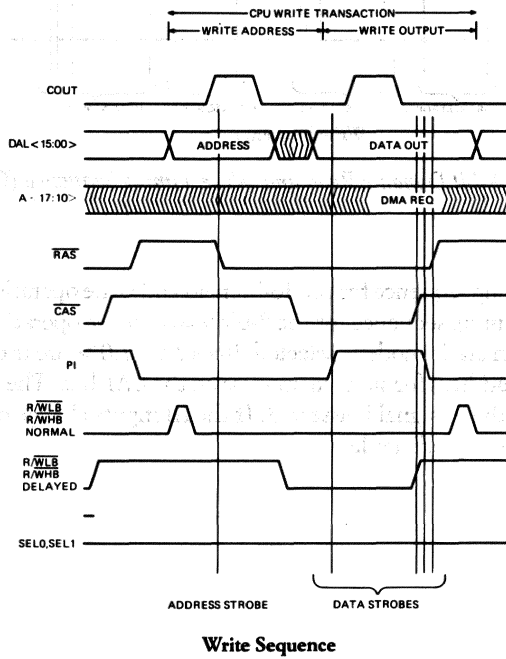 CPU WRITE TRANSACTION
WRITE ADDRESS
WRITE OUTPUT
COUT
DAL<15:00>
ADDRESS
DATA OUT
A · 17:10>
DMA REQ
RAS
CAS
PI
R/WLB
R/WHB
NORMAL
R/WLB
R/WHB
DELAYED
SEL0,SEL1
ADDRESS STROBE
DATA STROBES
Write Sequence